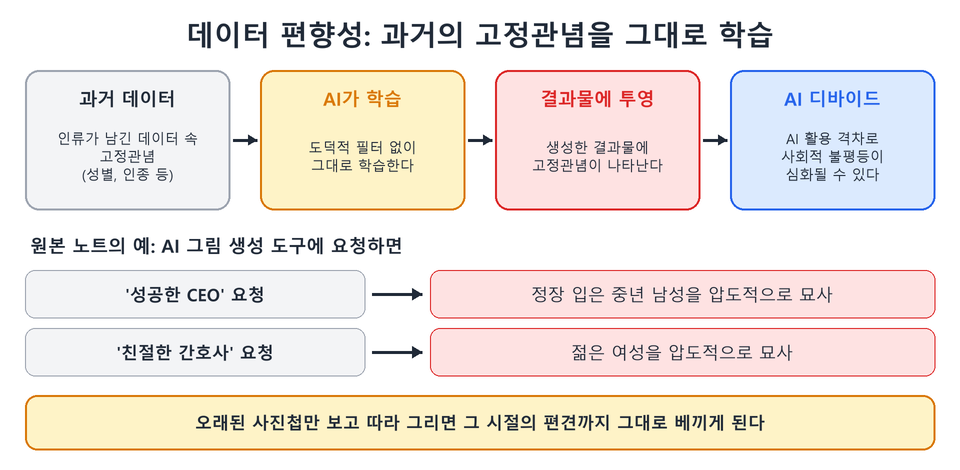 데이터 편향성: 과거의 고정관념을 그대로 학습
과거 데이터
인류가 남긴 데이터 속
고정관념
(성별, 인종 등)
AI가 학습
도덕적 필터 없이
그대로 학습한다
결과물에 투영
생성한 결과물에
고정관념이 나타난다
AI 디바이드
AI 활용 격차로
사회적 불평등이
심화될 수 있다
원본 노트의 예: AI 그림 생성 도구에 요청하면
'성공한 CEO' 요청
정장 입은 중년 남성을 압도적으로 묘사
'친절한 간호사' 요청
젊은 여성을 압도적으로 묘사
오래된 사진첩만 보고 따라 그리면 그 시절의 편견까지 그대로 베끼게 된다